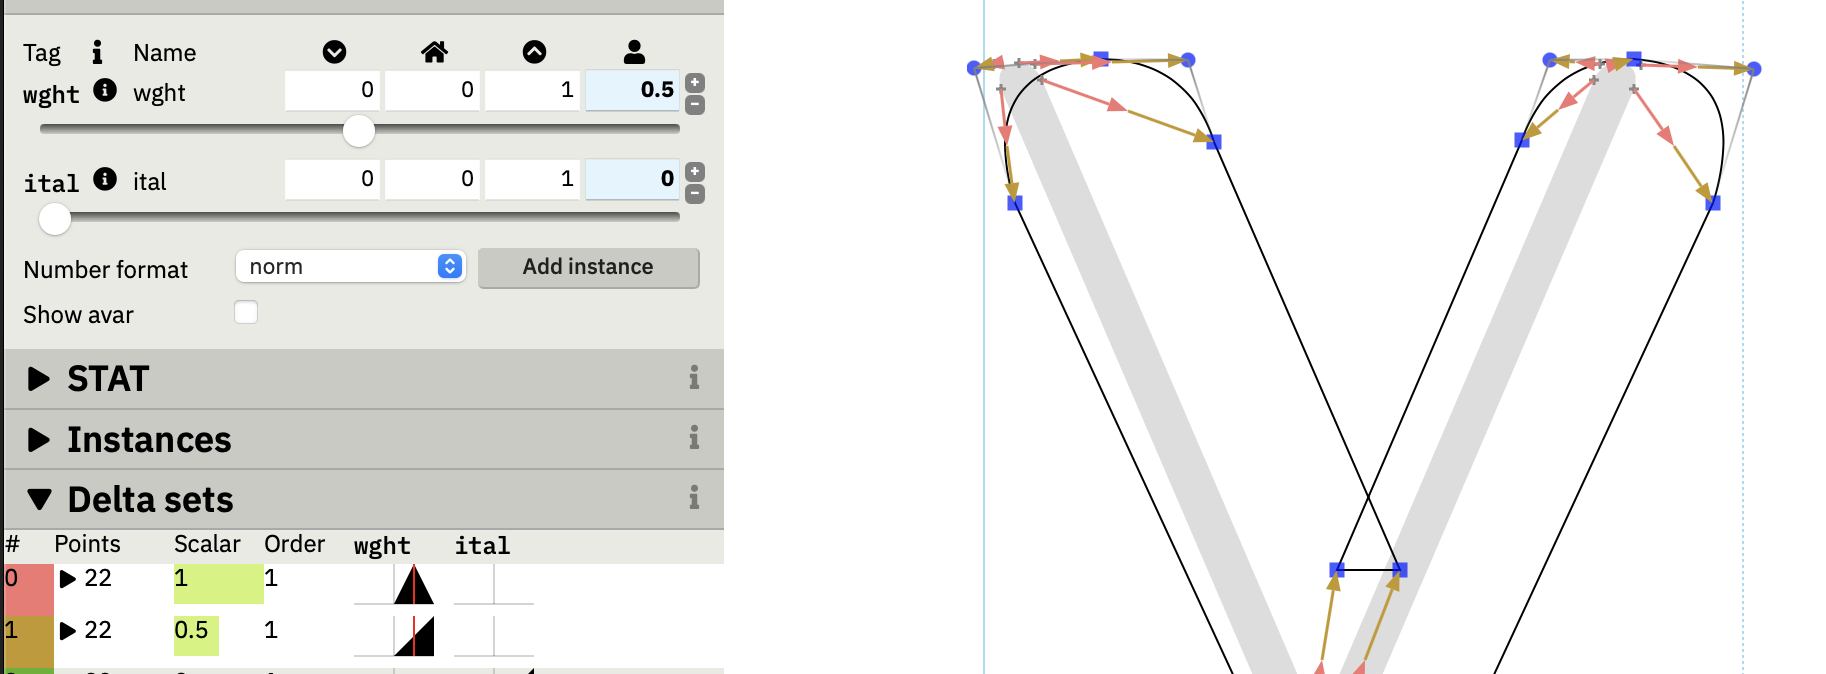 Tag Name
wght wght 0 0 1 0.5
ital ital 0 0 1 0
Number format norm Add instance
Show avar
STAT
Instances
Delta sets
# Points Scalar Order wght ital
0 22 1 1
1 22 0.5 1